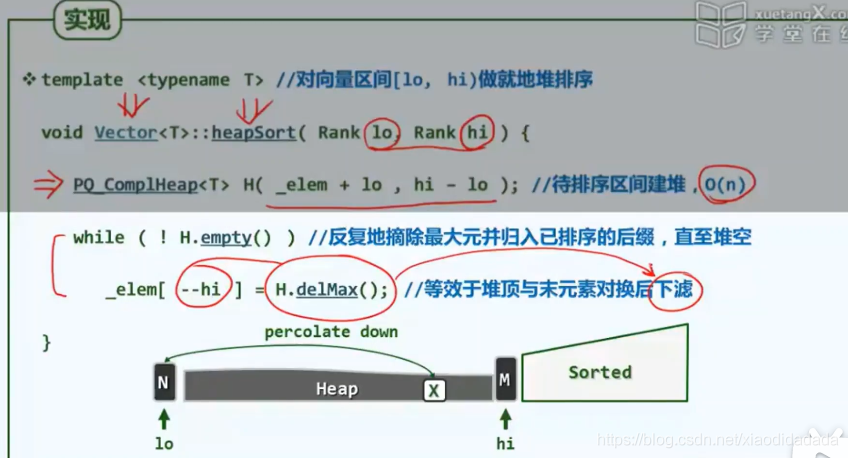 实现
xuetangX.co
学堂在线
❖ template <typename T> //对向量区间[lo, hi)做就地堆排序
void Vector<T>::heapSort( Rank lo, Rank hi ) {
PQ_ComplHeap<T> H( _elem + lo , hi - lo ); //待排序区间建堆，O(n)
while ( ! H.empty() ) //反复地摘除最大元并归入已排序的后缀，直至堆空
_elem[ --hi ] = H.delMax(); //等效于堆顶与末元素对换后下滤
}
percolate down
N
Heap
X
M
Sorted
lo
hi
https://blog.csdn.net/xiaodidadada